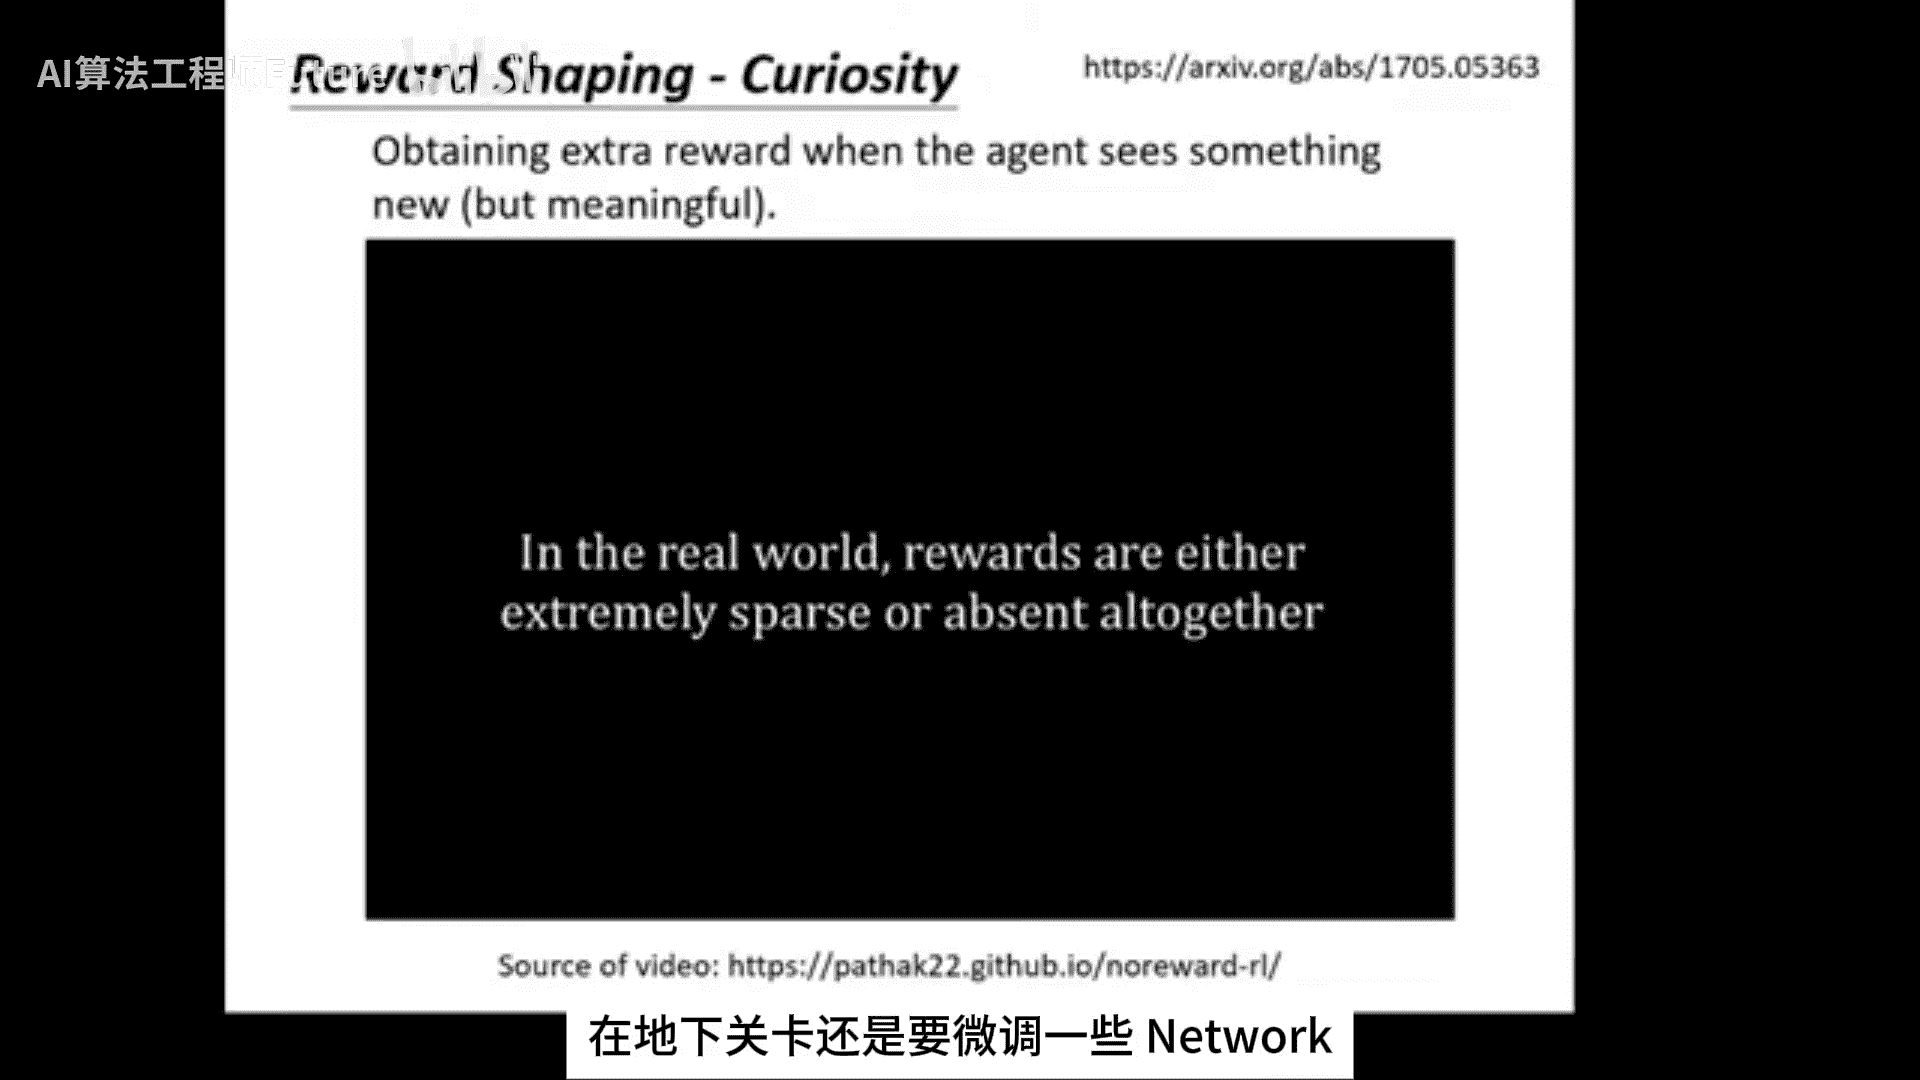 AI算法工程师
Reward Shaping - Curiosity
https://arxiv.org/abs/1705.05363
Obtaining extra reward when the agent sees something
new (but meaningful).
In the real world, rewards are either
extremely sparse or absent altogether
Source of video: https://pathak22.github.io/noreward-rl/
在地下关卡还是要微调一些 Network